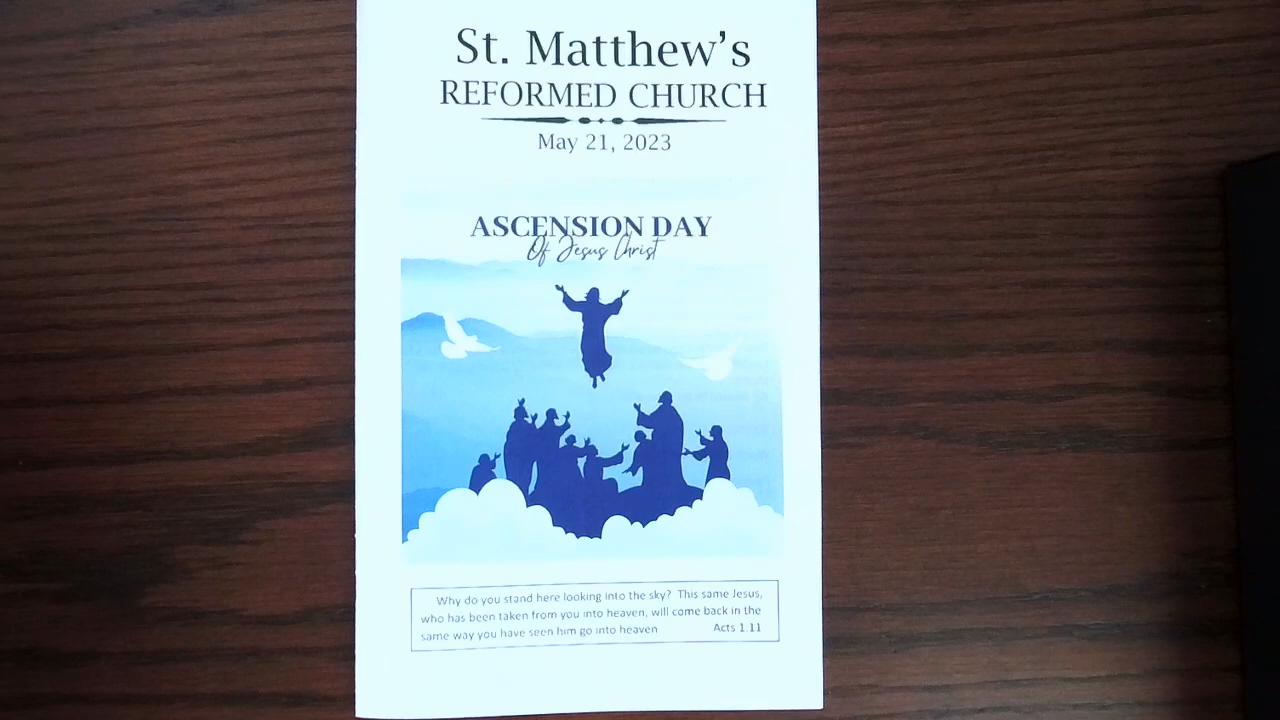 St. Matthew's
REFORMED CHURCH
May 21, 2023
ASCENSION DAY
Of Jesus Christ
Why do you stand here looking into the sky? This same Jesus,
who has been taken from you into heaven, will come back in the
same way you have seen him go into heaven Acts 1.11